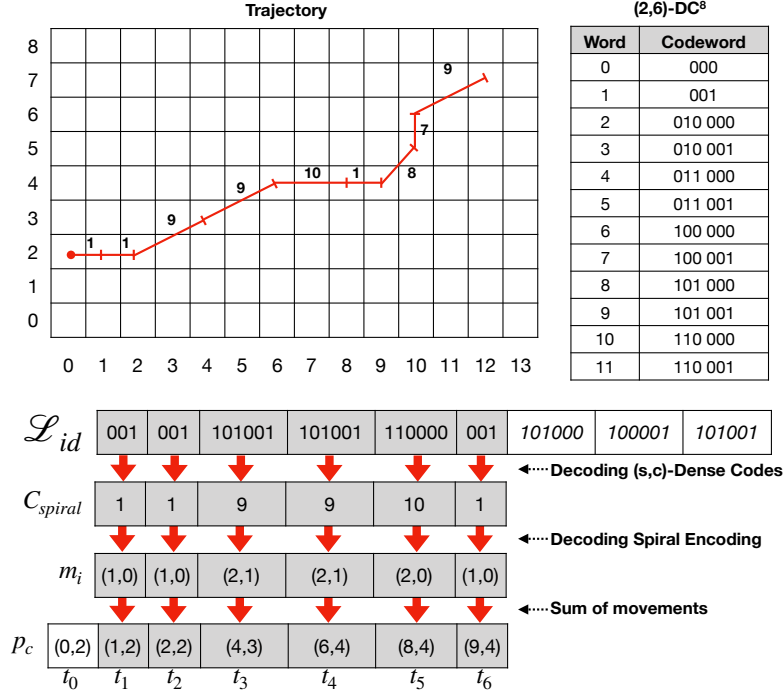 Trajectory
8
7
6
5
4
3
2
1
0
1
1
9
9
10
1
8
7
9
0 1 2 3 4 5 6 7 8 9 10 11 12 13
(2,6)-DC⁸
Word Codeword
0 000
1 001
2 010 000
3 010 001
4 011 000
5 011 001
6 100 000
7 100 001
8 101 000
9 101 001
10 110 000
11 110 001
ℒid 001 001 101001 101001 110000 001 101000 100001 101001
Decoding (s,c)-Dense Codes
Cspiral 1 1 9 9 10 1
Decoding Spiral Encoding
mi (1,0) (1,0) (2,1) (2,1) (2,0) (1,0)
Sum of movements
pc (0,2) (1,2) (2,2) (4,3) (6,4) (8,4) (9,4)
t0 t1 t2 t3 t4 t5 t6